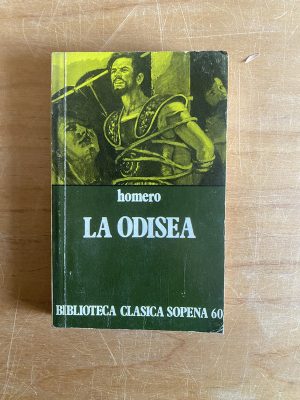 homero
LA ODISEA
BIBLIOTECA CLASICA SOPENA 60